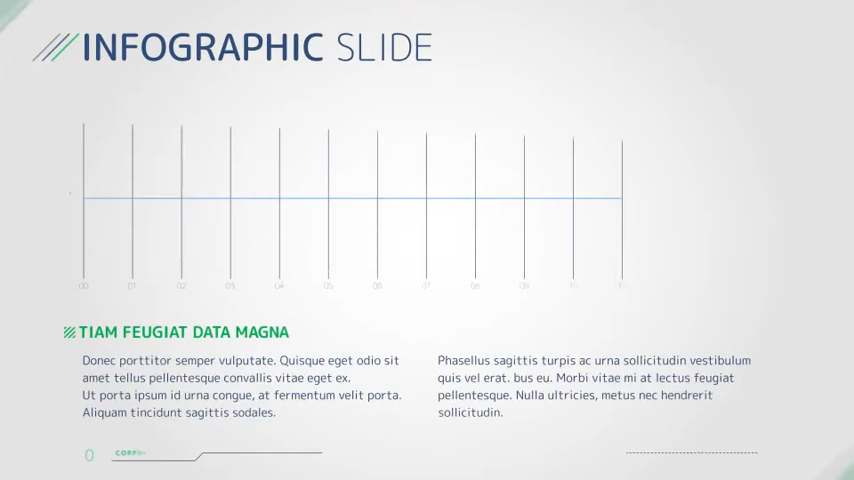 INFOGRAPHIC SLIDE
00 01 02 03 04 05 06 07 08 09
TIAM FEUGIAT DATA MAGNA
Donec porttitor semper vulputate. Quisque eget odio sit
amet tellus pellentesque convallis vitae eget ex.
Ut porta ipsum id urna congue, at fermentum velit porta.
Aliquam tincidunt sagittis sodales.
Phasellus sagittis turpis ac urna sollicitudin vestibulum
quis vel erat. bus eu. Morbi vitae mi at lectus feugiat
pellentesque. Nulla ultricies, metus nec hendrerit
sollicitudin.
0